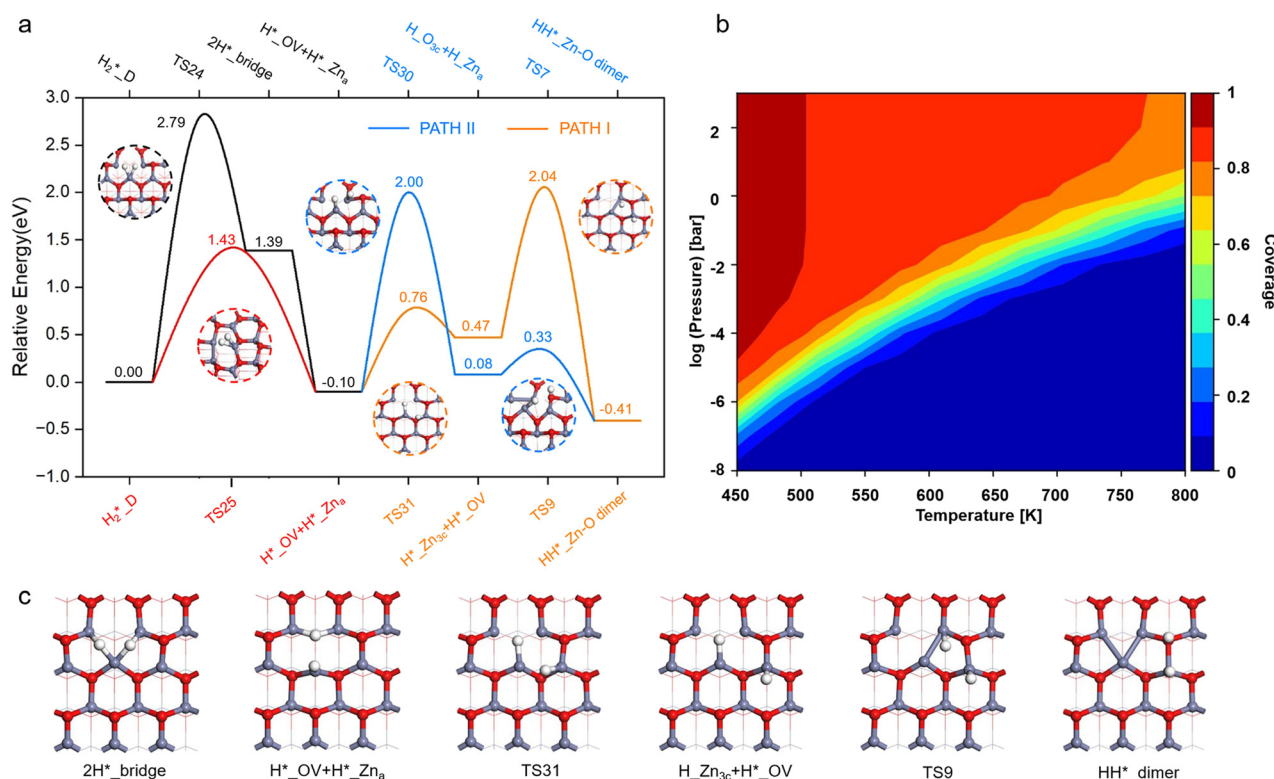 a
H₂*_D
TS24
2H*_bridge
H*_OV+H*_Znₐ
TS30
H_O₃c+H_Znₐ
TS7
HH*_Zn-O dimer
Relative Energy(eV)
3.0
2.5
2.0
1.5
1.0
0.5
0.0
−0.5
−1.0
PATH II
PATH I
2.79
1.43
1.39
0.00
-0.10
2.00
0.76
0.47
0.08
2.04
0.33
-0.41
H₂*_D
TS25
H*_OV+H*_Znₐ
TS31
H*_Zn₃c+H*_OV
TS9
HH*_Zn-O dimer
b
log (Pressure) [bar]
2
0
-2
-4
-6
-8
450 500 550 600 650 700 750 800
Temperature [K]
1
0.8
0.6
0.4
0.2
0
Coverage
c
2H*_bridge
H*_OV+H*_Znₐ
TS31
H_Zn₃c+H*_OV
TS9
HH*_dimer